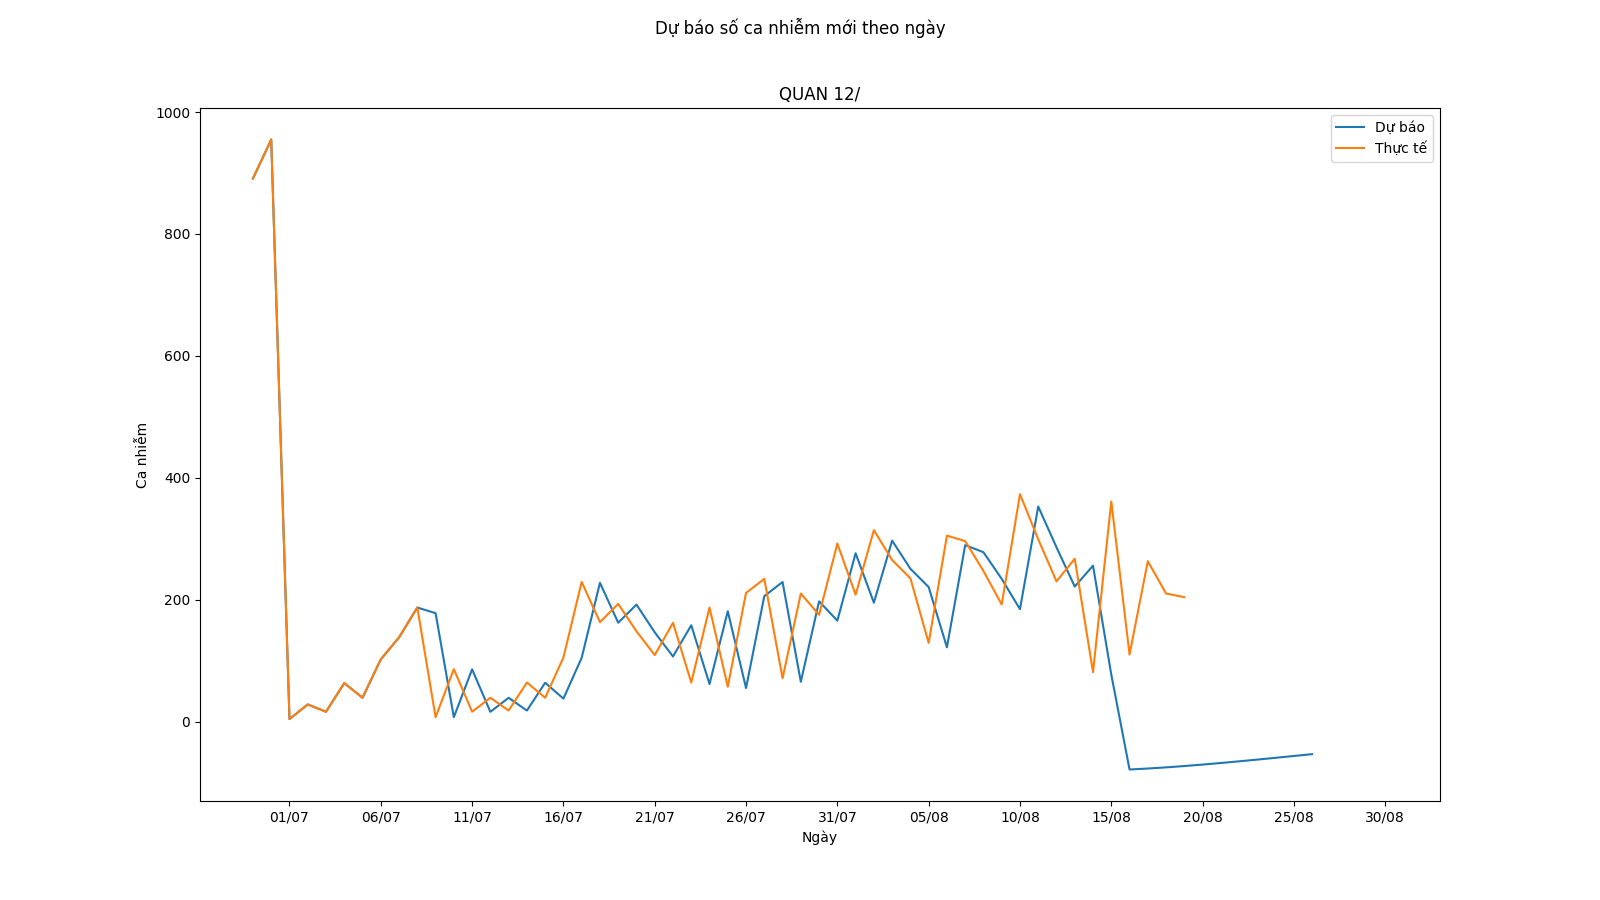 Dự báo số ca nhiễm mới theo ngày
QUAN 12/
Dự báo
Thực tế
1000
800
600
400
200
0
Ca nhiễm
01/07 06/07 11/07 16/07 21/07 26/07 31/07 05/08 10/08 15/08 20/08 25/08 30/08
Ngày